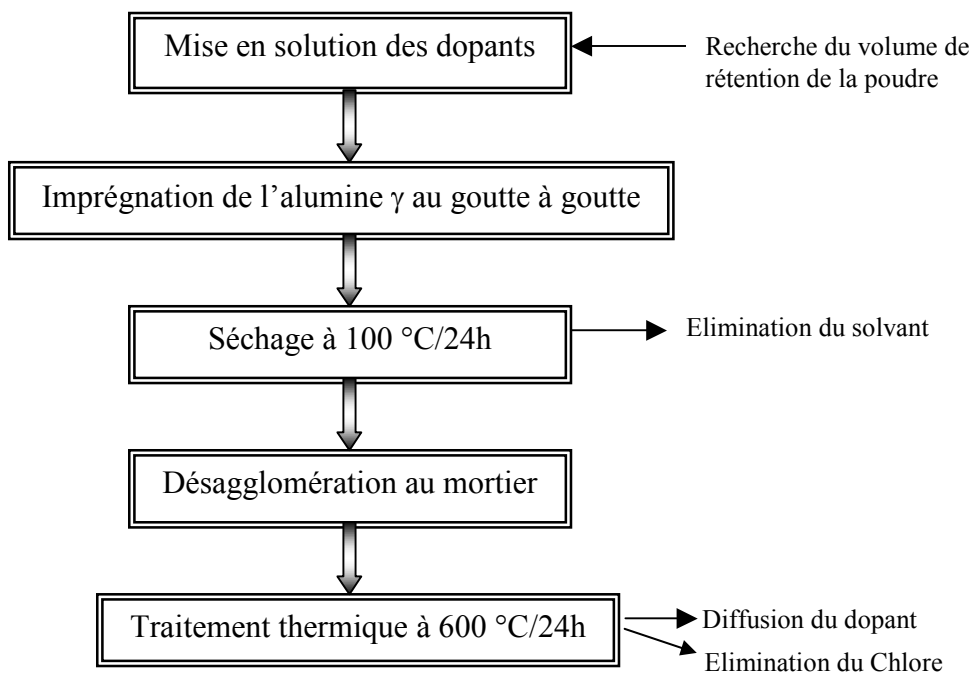 Mise en solution des dopants
Recherche du volume de
rétention de la poudre
Imprégnation de l’alumine γ au goutte à goutte
Séchage à 100 °C/24h
Elimination du solvant
Désagglomération au mortier
Traitement thermique à 600 °C/24h
Diffusion du dopant
Elimination du Chlore